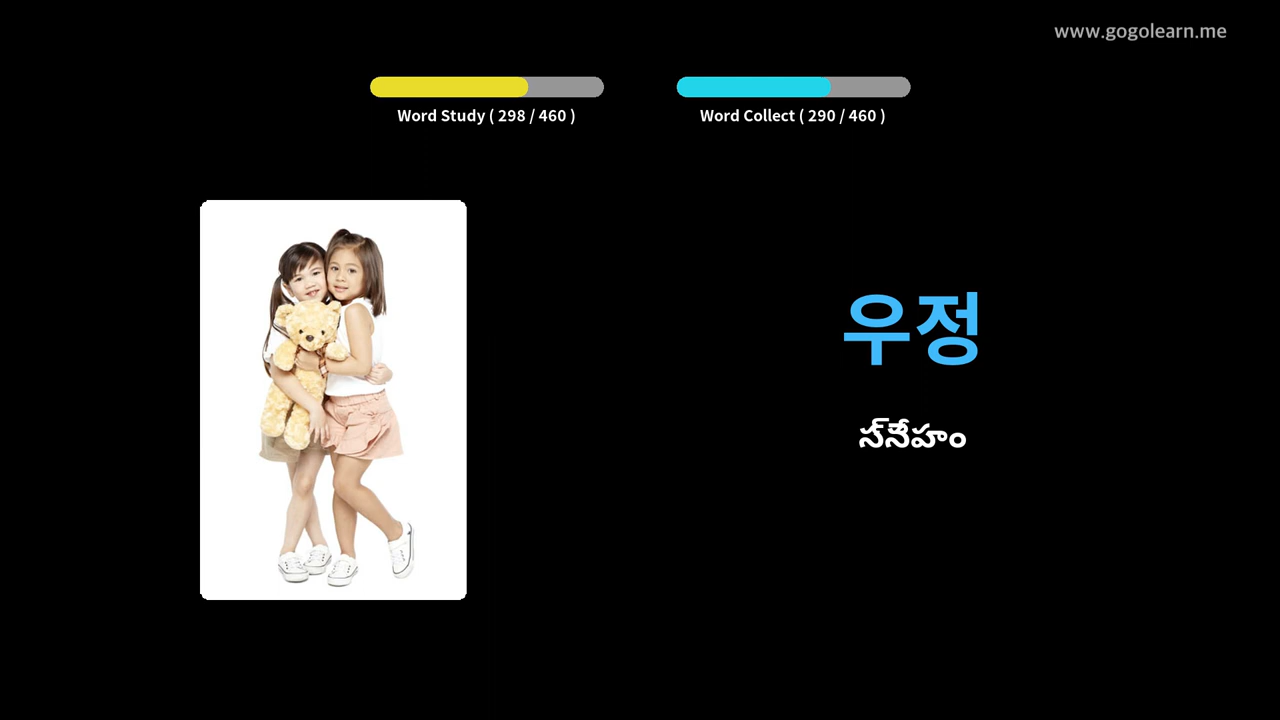 www.gogolearn.me
Word Study ( 298 / 460 )
Word Collect ( 290 / 460 )
우정
స్‌నేహం